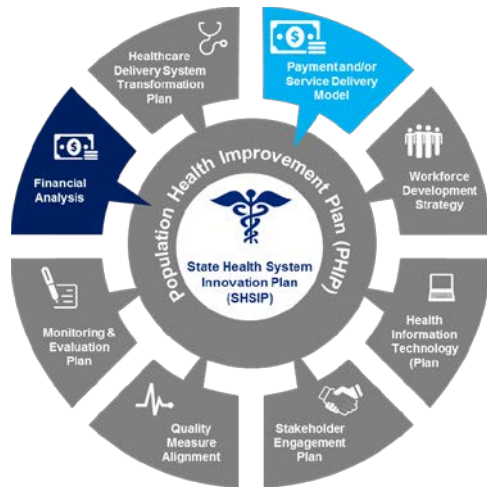 Healthcare
Delivery System
Transformation
Plan
Payment and/or
Service Delivery
Model
Workforce
Development
Strategy
Health
Information
Technology
(Plan
Stakeholder
Engagement
Plan
Quality
Measure
Alignment
Monitoring &
Evaluation
Plan
Financial
Analysis
Population Health Improvement Plan (PHIP)
State Health System
Innovation Plan
(SHSIP)